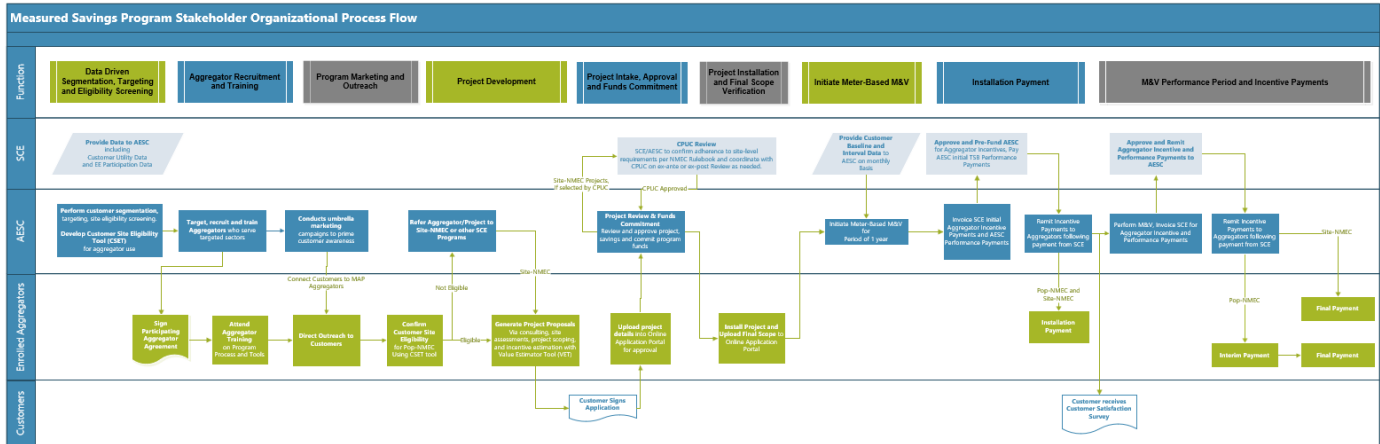 Measured Savings Program Stakeholder Organizational Process Flow
Function
Data Driven
Segmentation, Targeting
and Eligibility Screening
Aggregator Recruitment
and Training
Program Marketing and
Outreach
Project Development
Project Intake, Approval
and Funds Commitment
Project Installation
and Final Scope
Verification
Initiate Meter-Based M&V
Installation Payment
M&V Performance Period and Incentive Payments
SCE
Provide Data to AESC
Including
Customer Utility Data
and EE Participation Data
CPUC Review
SCE/AESC to confirm adherence to site-level
requirements per NMEC Rulebook and coordinate with
CPUC on ex-ante or ex-post Review as needed.
Provide Customer
Baseline and
Interval Data to
AESC on monthly
basis
Approve and Pre-Fund AESC
for Aggregator Incentives, Pay
AESC Initial TSB Performance
Payments
Approve and Remit
Aggregator Incentive and
Performance Payments to
AESC
Site-NMEC Projects,
if selected by CPUC
CPUC Approved
AESC
Perform customer segmentation,
targeting, site eligibility screening.
Develop Customer Site Eligibility
Tool (CSET)
for aggregator use
Target, recruit and train
Aggregators who serve
targeted sectors
Conducts umbrella
marketing
campaigns to prime
customer awareness
Refer Aggregator/Project to
Site-NMEC or other SCE
Programs
Project Review & Funds
Commitment
Review and approve project,
savings and commit program
funds
Initiate Meter-Based M&V
for
Period of 1 year
Invoice SCE Initial
Aggregator Incentive
Payments and AESC
Performance Payments
Remit Incentive
Payments to
Aggregators following
payment from SCE
Perform M&V, Invoice SCE for
Aggregator Incentive and
Performance Payments
Remit Incentive
Payments to
Aggregators following
payment from SCE
Site-NMEC
Connect Customers to MAP
Aggregators
Not Eligible
Site-NMEC
Pop-NMEC and
Site-NMEC
Pop-NMEC
Enrolled Aggregators
Sign
Participating
Aggregator
Agreement
Attend
Aggregator
Training
on Program
Process and Tools
Direct Outreach to
Customers
Confirm
Customer Site
Eligibility
for Pop-NMEC
Using CSET tool
Eligible
Generate Project Proposals
Via consulting, site
assessments, project scoping,
and incentive estimation with
Value Estimator Tool (VET)
Upload project
details into Online
Application Portal
for approval
Install Project and
Upload Final Scope to
Online Application
Portal
Installation
Payment
Final Payment
Interim Payment
Final Payment
Customers
Customer Signs
Application
Customer receives
Customer Satisfaction
Survey